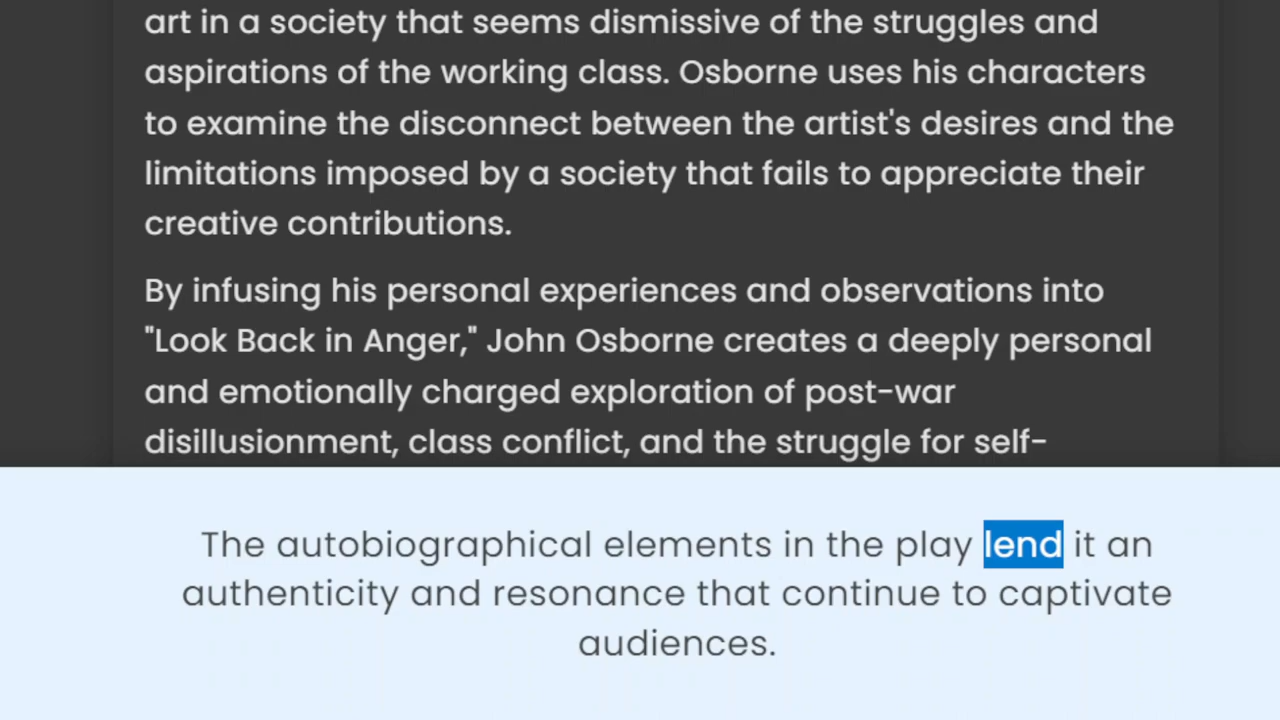 art in a society that seems dismissive of the struggles and
aspirations of the working class. Osborne uses his characters
to examine the disconnect between the artist's desires and the
limitations imposed by a society that fails to appreciate their
creative contributions.
By infusing his personal experiences and observations into
"Look Back in Anger," John Osborne creates a deeply personal
and emotionally charged exploration of post-war
disillusionment, class conflict, and the struggle for self-
The autobiographical elements in the play lend it an
authenticity and resonance that continue to captivate
audiences.